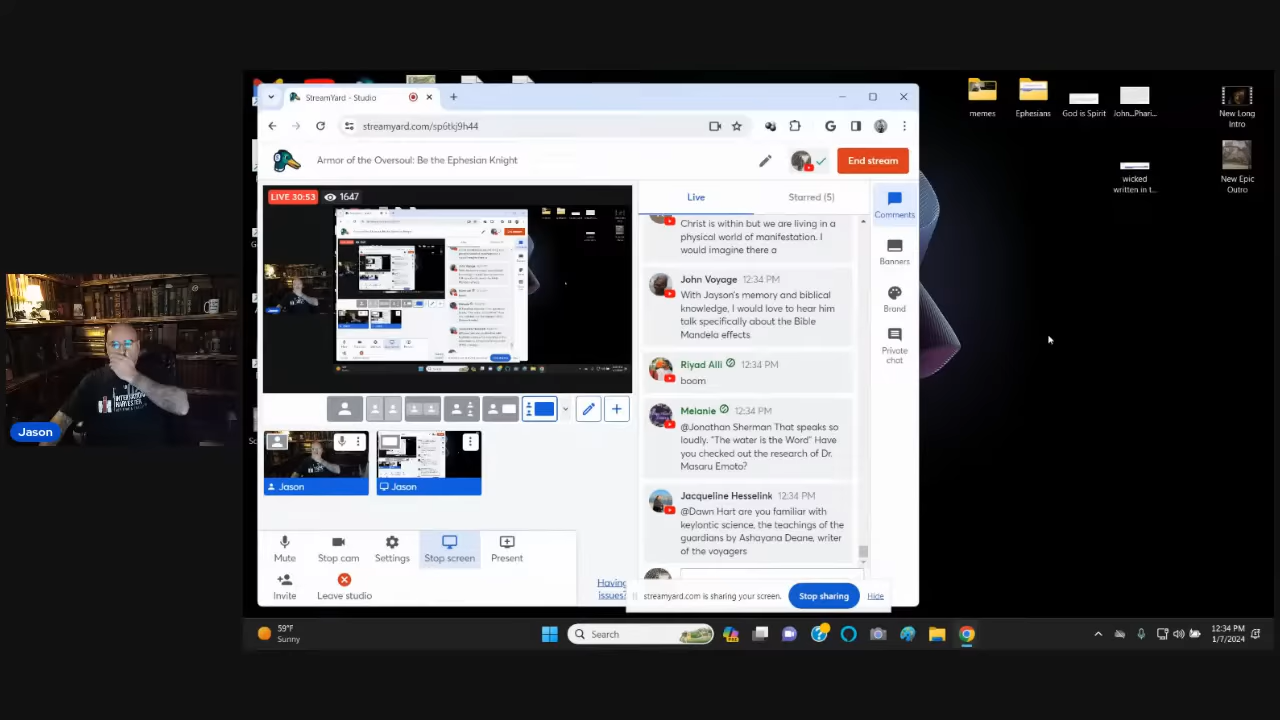 StreamYard - Studio
streamyard.com/sp6tkj9h44
Armor of the Oversoul: Be the Ephesian Knight
End stream
LIVE 30:53
1647
Live
Starred (5)
Christ is within but we are living in a
physical world of manifestation. I
would imagine there a
John Voyage 12:34 PM
With Jayson's memory and biblical
knowledge, I would love to hear him
talk specifically about the Bible
Mandela effects.
Riyad Alli 12:34 PM
boom
Melanie 12:34 PM
@Jonathan Sherman That speaks so
loudly. "The water is the Word" Have
you checked out the research of Dr.
Masaru Emoto?
Jacqueline Hesselink 12:34 PM
@Dawn Hart are you familiar with
keylontic science, the teachings of the
guardians by Ashayana Deane, writer
of the voyagers
Comments
Banners
Brand
Private
chat
Jason
Jason
Jason
Mute
Stop cam
Settings
Stop screen
Present
Invite
Leave studio
Having
issues?
streamyard.com is sharing your screen.
Stop sharing
Hide
memes
Ephesians
God is Spirit
John_Phari...
New Long
Intro
wicked
written in t...
New Epic
Outro
59°F
Sunny
Search
12:34 PM
1/7/2024